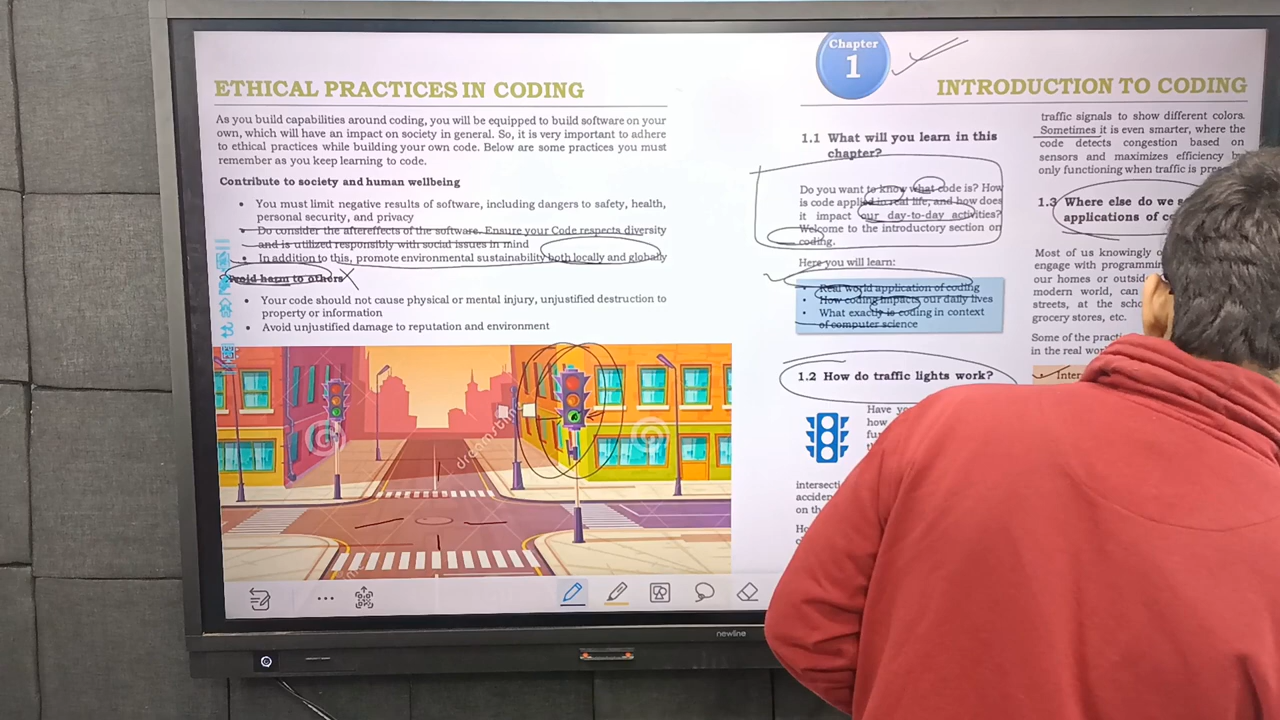 ETHICAL PRACTICES IN CODING
As you build capabilities around coding, you will be equipped to build software on your
own, which will have an impact on society in general. So, it is very important to adhere
to ethical practices while building your own code. Below are some practices you must
remember as you keep learning to code.
Contribute to society and human wellbeing
• You must limit negative results of software, including dangers to safety, health,
personal security, and privacy
• Do consider the aftereffects of the software. Ensure your Code respects diversity
and is utilized responsibly with social issues in mind
• In addition to this, promote environmental sustainability both locally and globally
Avoid harm to others
• Your code should not cause physical or mental injury, unjustified destruction to
property or information
• Avoid unjustified damage to reputation and environment
dreamstime
newline
Chapter
1
INTRODUCTION TO CODING
1.1 What will you learn in this
chapter?
Do you want to know what code is? How
is code applied in real life, and how does
it impact our day-to-day activities?
Welcome to the introductory section on
coding.
Here you will learn:
• Real world application of coding
• How coding impacts our daily lives
• What exactly is coding in context
of computer science
1.2 How do traffic lights work?
Have
how
on
traffic signals to show different colors.
Sometimes it is even smarter, where the
code detects congestion based on
sensors and maximizes efficiency by
only functioning when traffic is
1.3 Where else do we
applications of
Most of us knowingly
engage with
our homes or
modern world, can
streets, at the
grocery stores, etc.
Some of the
in the real